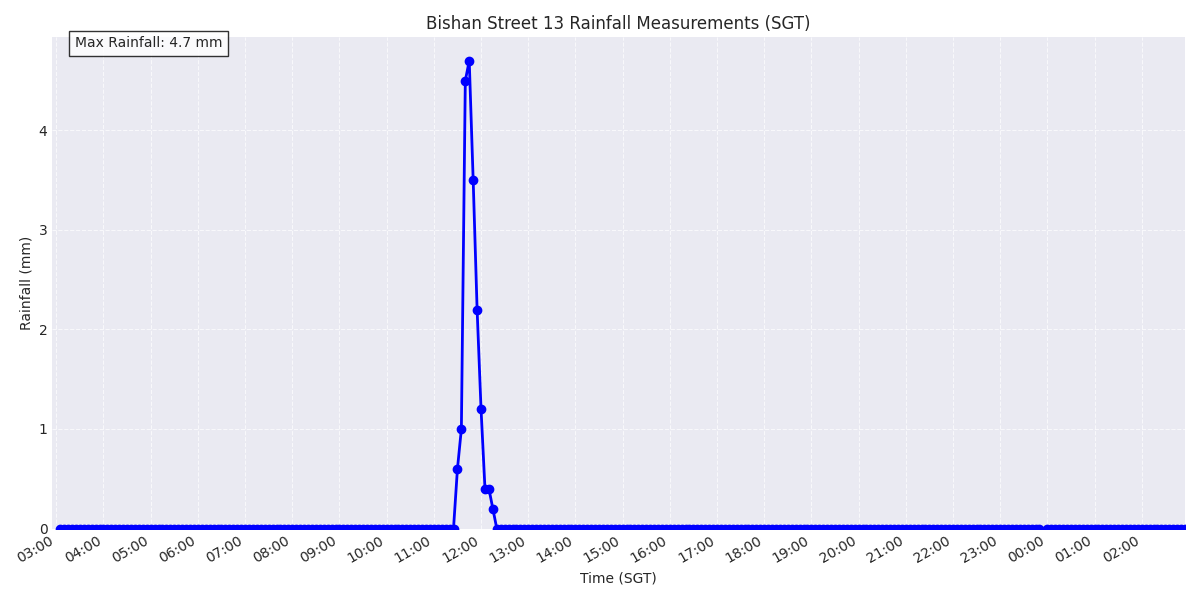 Bishan Street 13 Rainfall Measurements (SGT)
Max Rainfall: 4.7 mm
Rainfall (mm)
4
3
2
1
0
03:00 04:00 05:00 06:00 07:00 08:00 09:00 10:00 11:00 12:00 13:00 14:00 15:00 16:00 17:00 18:00 19:00 20:00 21:00 22:00 23:00 00:00 01:00 02:00
Time (SGT)